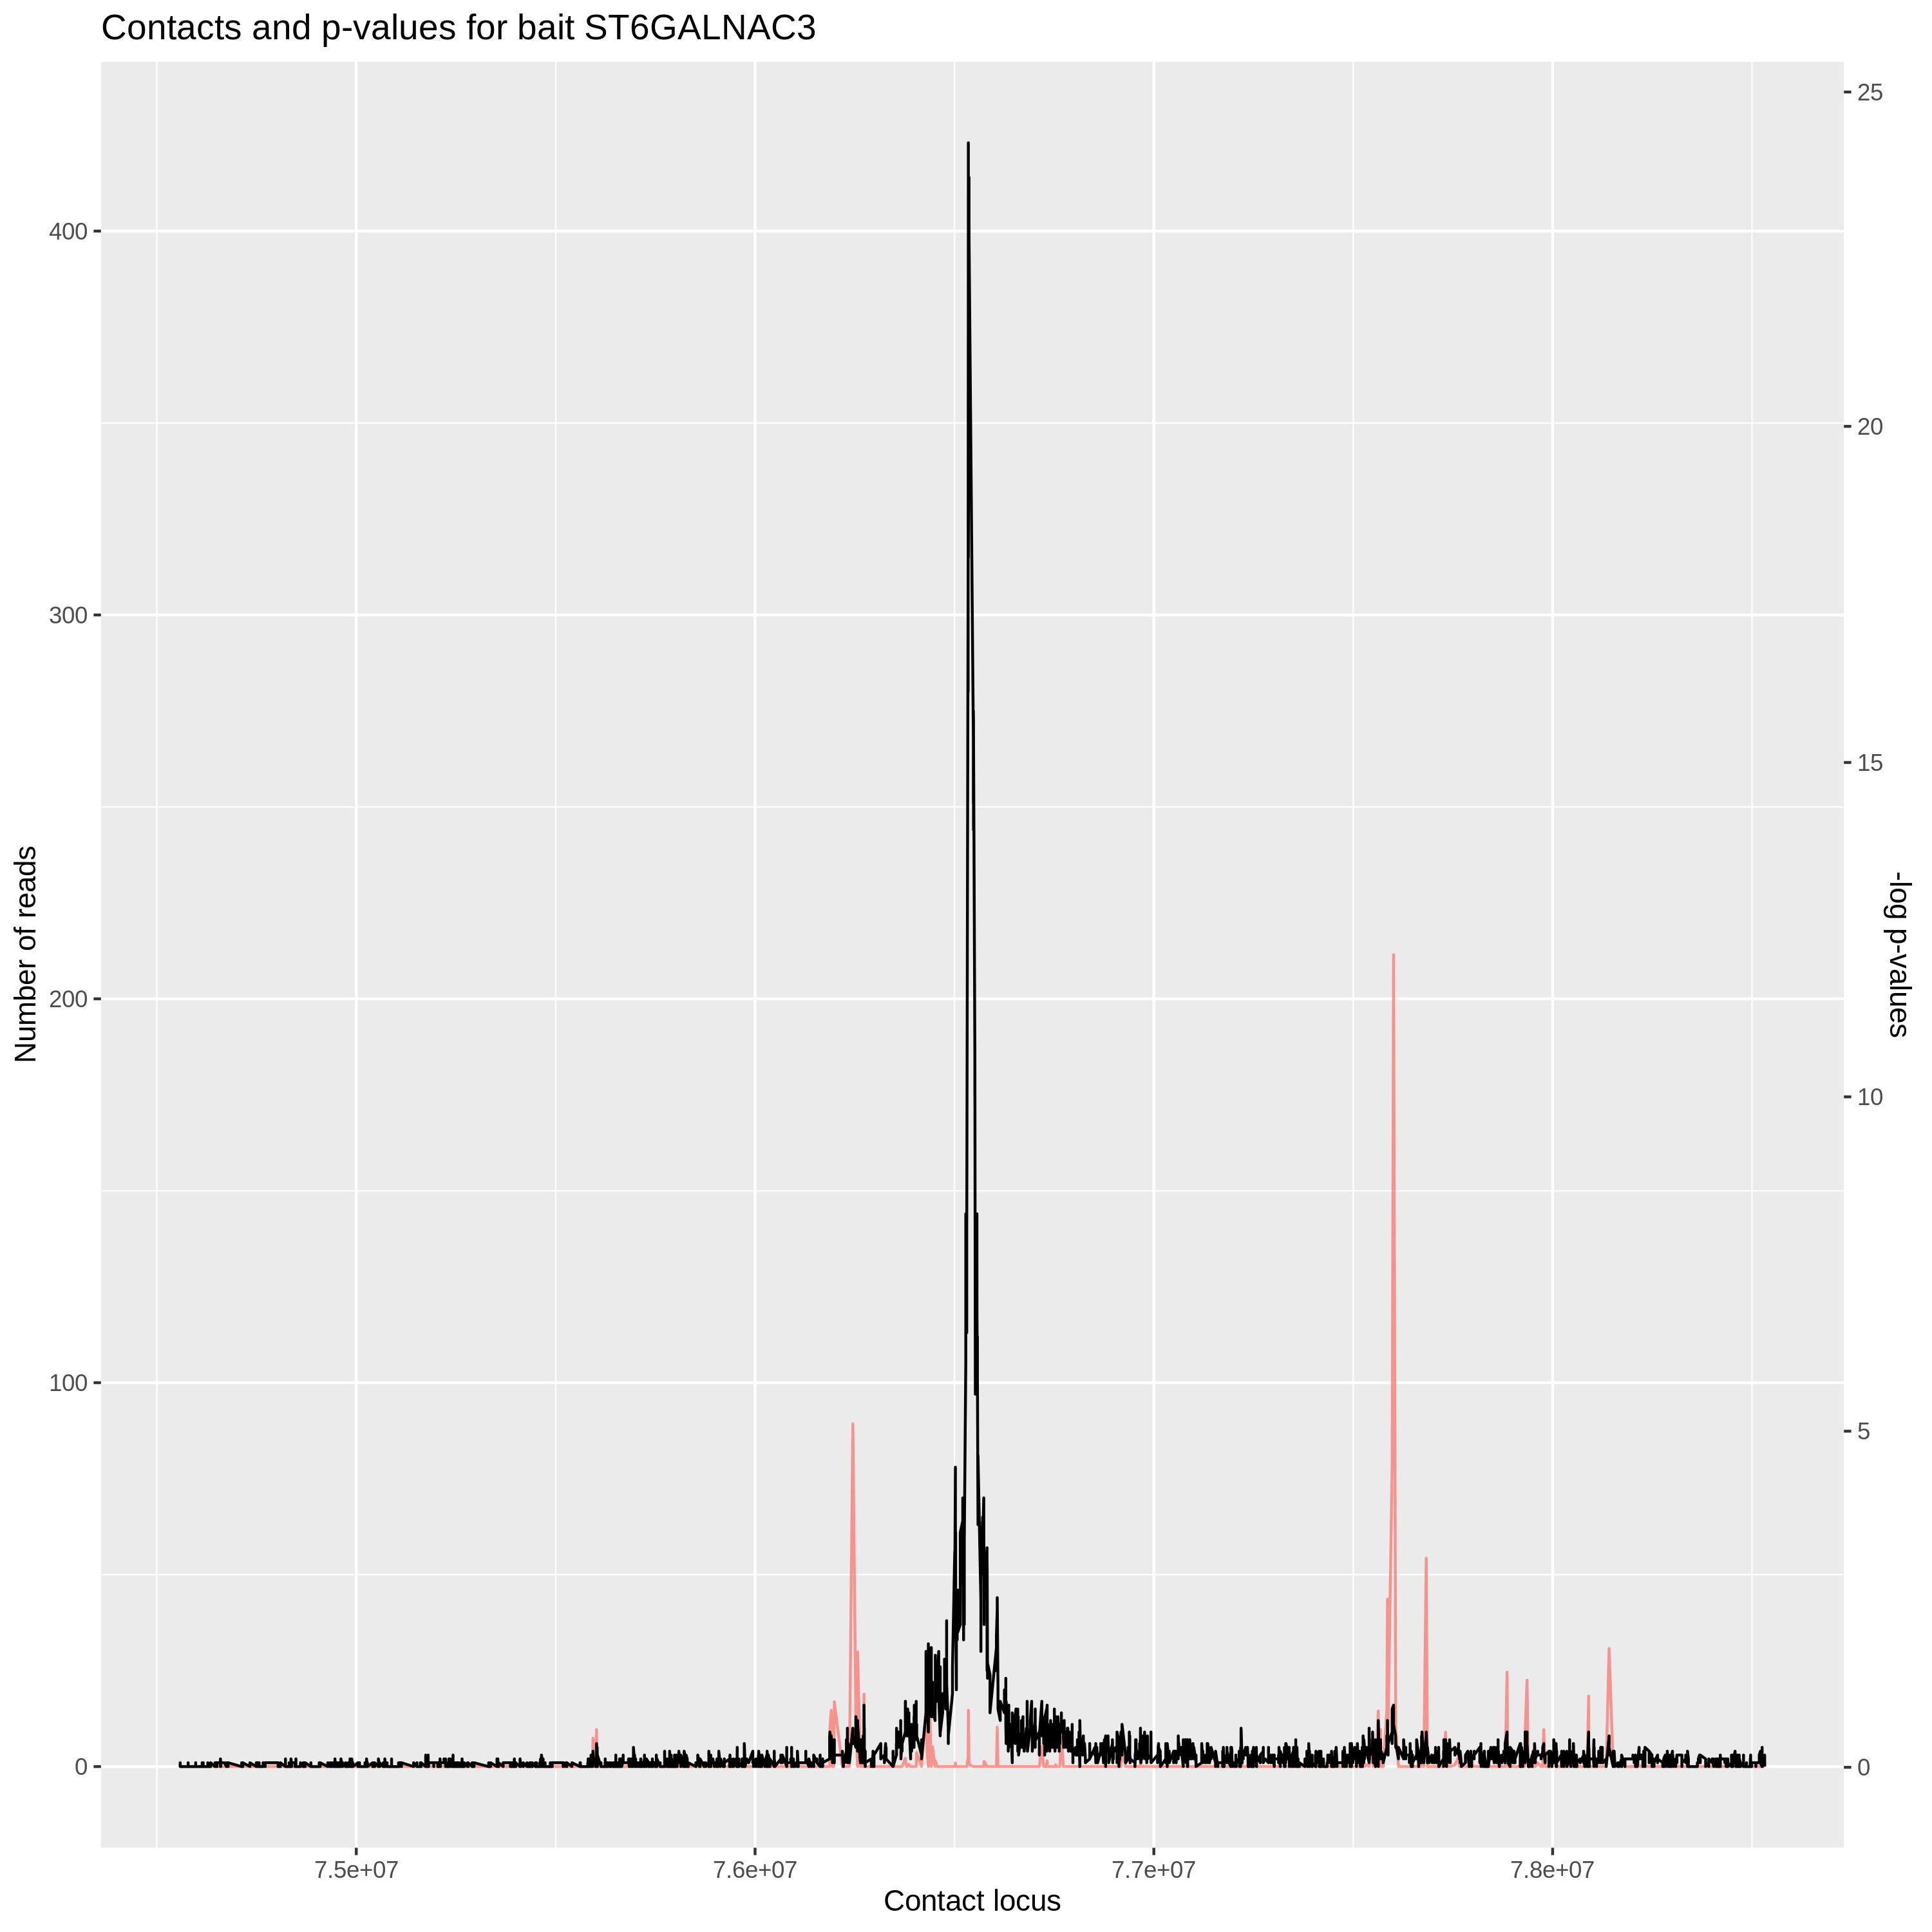 Contacts and p-values for bait ST6GALNAC3
Number of reads
400
300
200
100
0
25
20
15
10
5
0
-log p-values
7.5e+07 7.6e+07 7.7e+07 7.8e+07
Contact locus